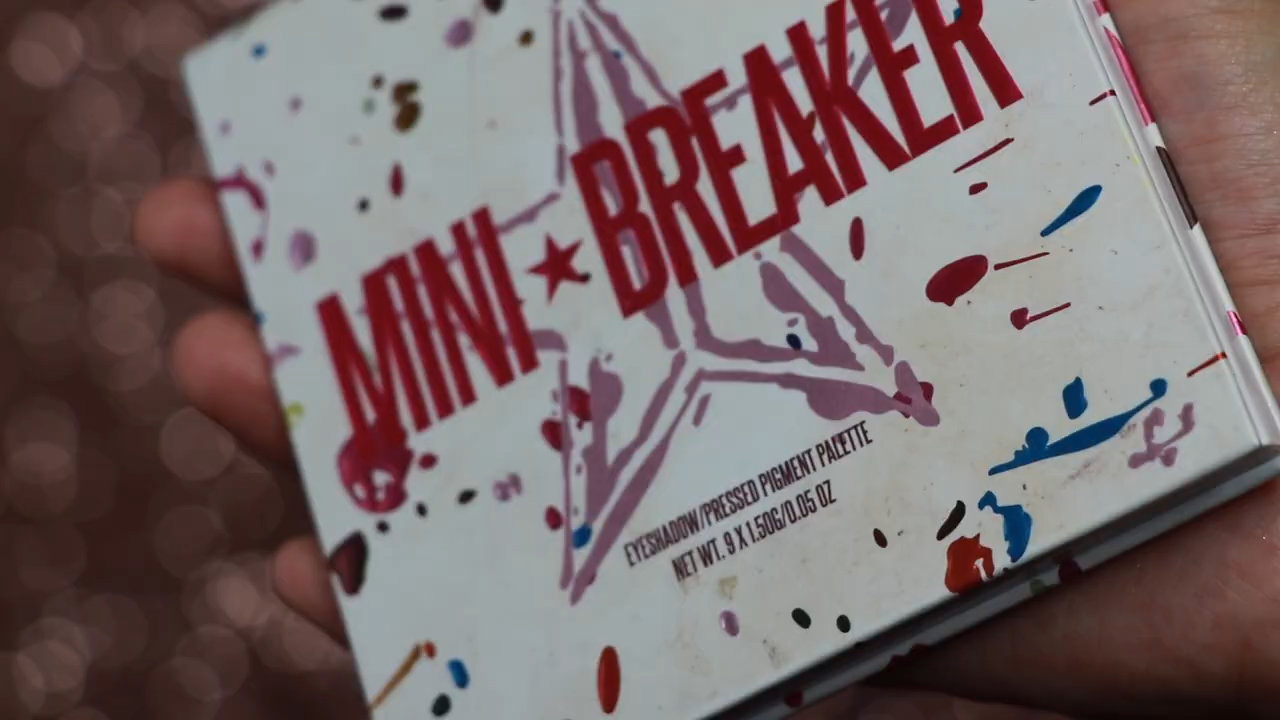 MINI★BREAKER
EYESHADOW/PRESSED PIGMENT PALETTE
NET WT. 9 X 1.50G/0.05 OZ